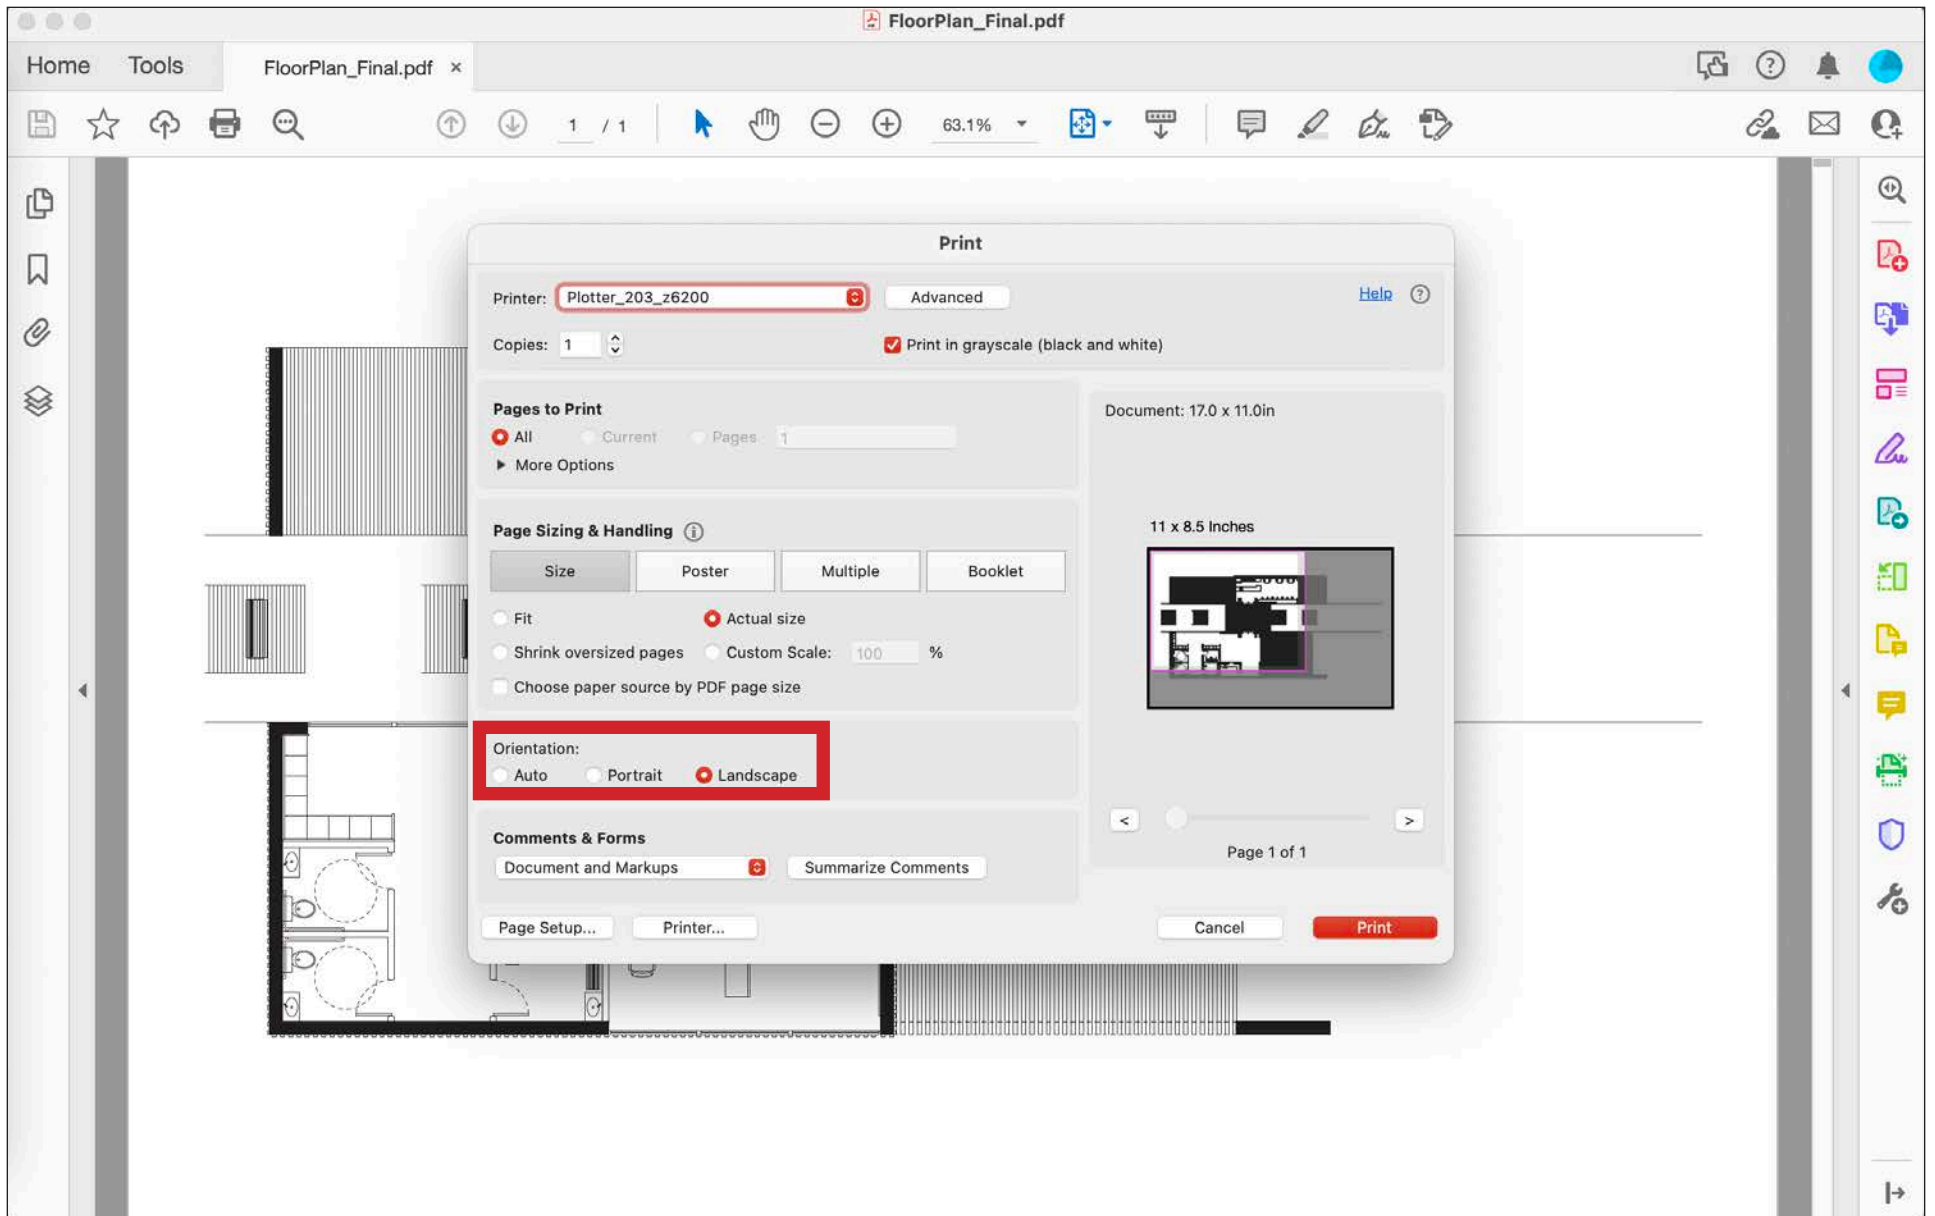 FloorPlan_Final.pdf
Home Tools FloorPlan_Final.pdf ×
1 / 1 63.1%
Print
Printer: Plotter_203_z6200 Advanced Help
Copies: 1 Print in grayscale (black and white)
Pages to Print
All Current Pages 1
More Options
Document: 17.0 x 11.0in
Page Sizing & Handling
11 x 8.5 Inches
Size Poster Multiple Booklet
Fit Actual size
Shrink oversized pages Custom Scale: 100 %
Choose paper source by PDF page size
Orientation:
Auto Portrait Landscape
< >
Page 1 of 1
Comments & Forms
Document and Markups Summarize Comments
Page Setup... Printer... Cancel Print